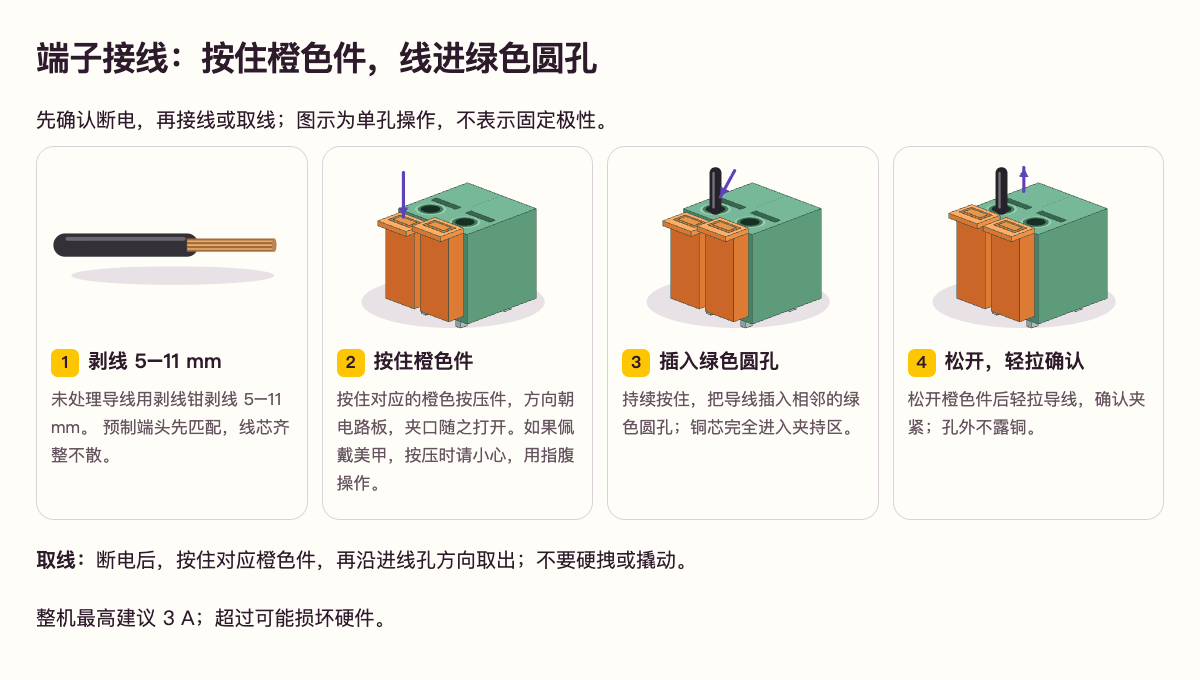 端子接线：按住橙色件，线进绿色圆孔
先确认断电，再接线或取线；图示为单孔操作，不表示固定极性。
1 剥线 5–11 mm
未处理导线用剥线钳剥线 5–11
mm。 预制端头先匹配，线芯齐
整不散。
2 按住橙色件
按住对应的橙色按压件，方向朝
电路板，夹口随之打开。如果佩
戴美甲，按压时请小心，用指腹
操作。
3 插入绿色圆孔
持续按住，把导线插入相邻的绿
色圆孔；铜芯完全进入夹持区。
4 松开，轻拉确认
松开橙色件后轻拉导线，确认夹
紧；孔外不露铜。
取线：断电后，按住对应橙色件，再沿进线孔方向取出；不要硬拽或撬动。
整机最高建议 3 A；超过可能损坏硬件。